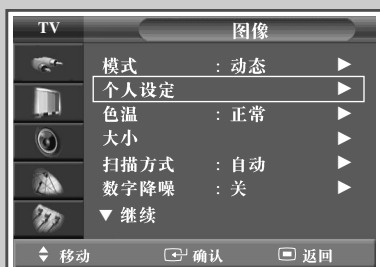 TV 图像
模式 : 动态 ▶
个人设定 ▶
色温 : 正常 ▶
大小 ▶
扫描方式 : 自动 ▶
数字降噪 : 关 ▶
▼ 继续
移动 确认 返回